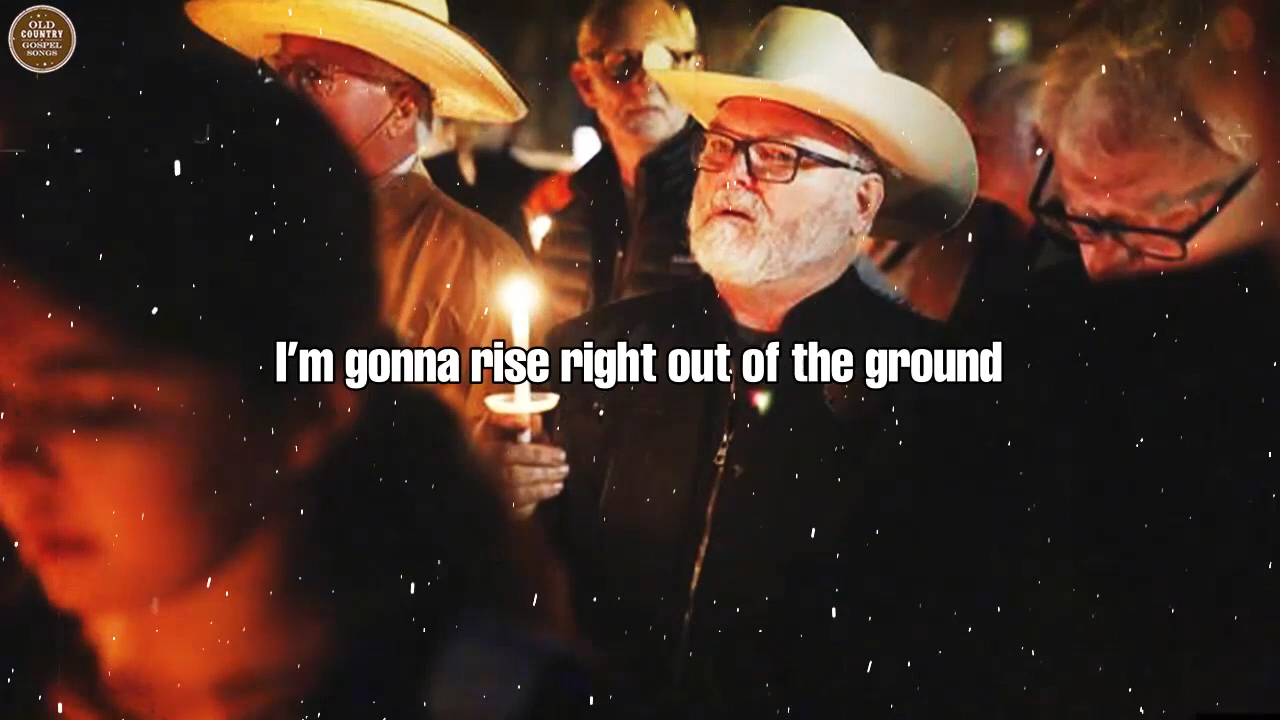 OLD
COUNTRY
GOSPEL
SONGS
I'm gonna rise right out of the ground